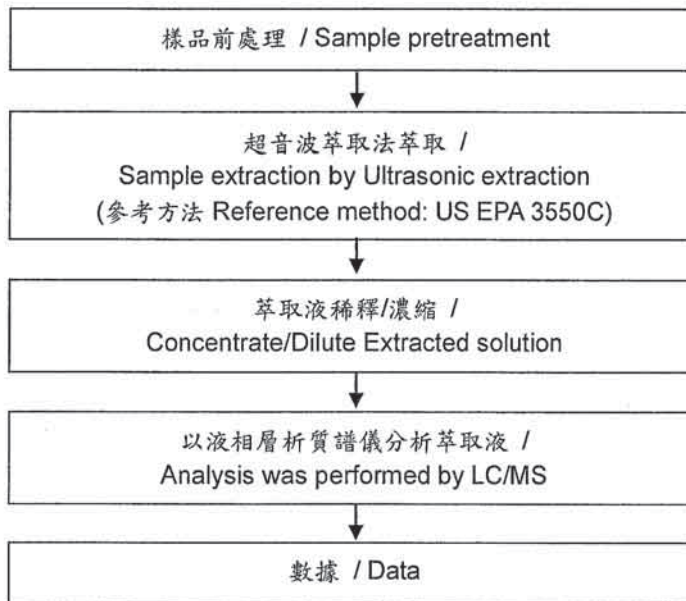 樣品前處理 / Sample pretreatment
超音波萃取法萃取 /
Sample extraction by Ultrasonic extraction
(參考方法 Reference method: US EPA 3550C)
萃取液稀釋/濃縮 /
Concentrate/Dilute Extracted solution
以液相層析質譜儀分析萃取液 /
Analysis was performed by LC/MS
數據 / Data